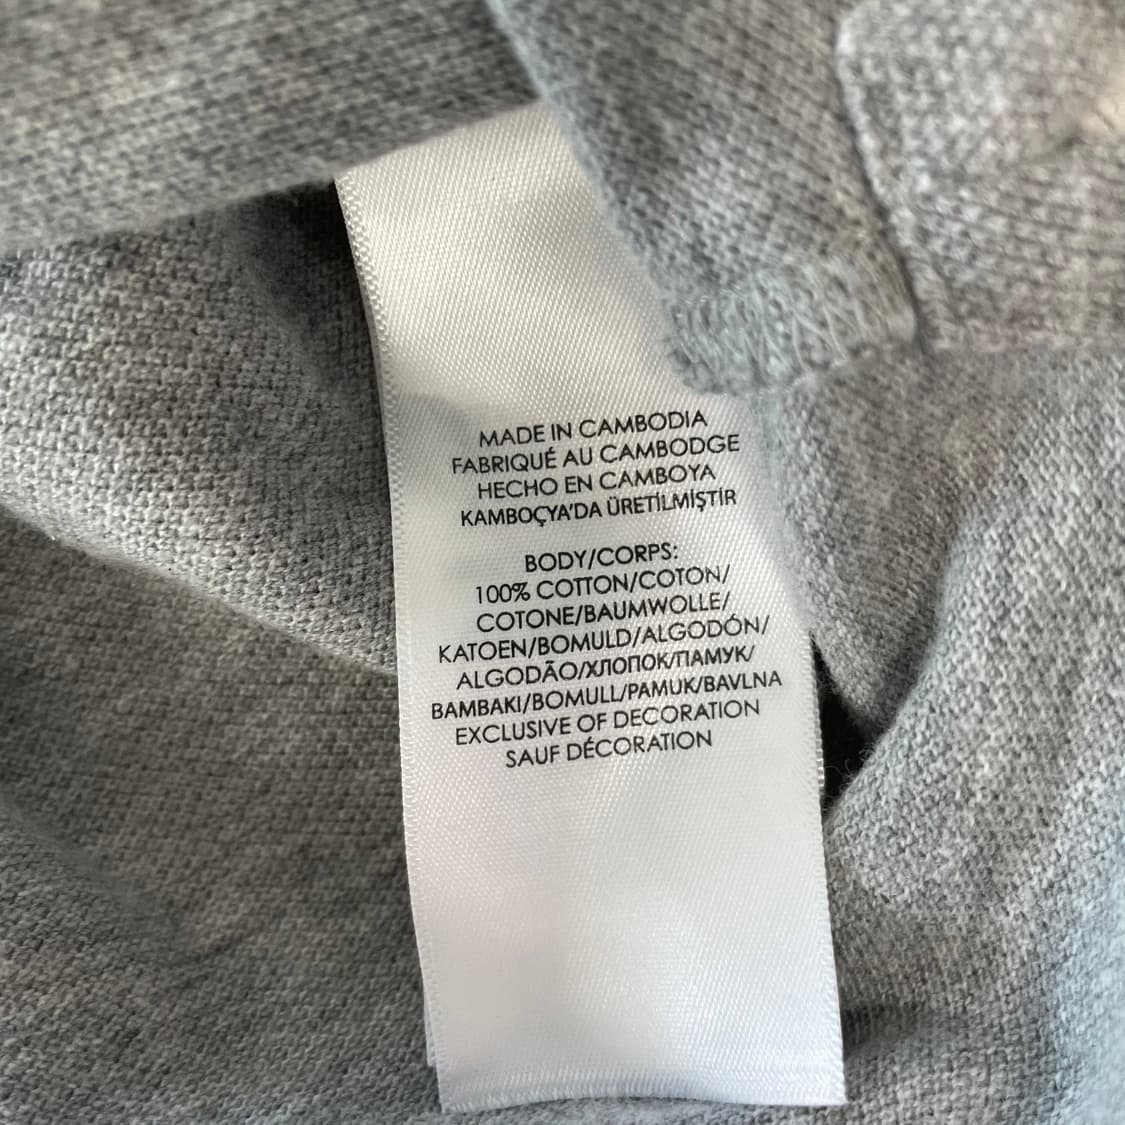 MADE IN CAMBODIA
FABRIQUÉ AU CAMBODGE
HECHO EN CAMBOYA
KAMBOÇYA'DA ÜRETİLMİŞTİR
BODY/CORPS:
100% COTTON/COTON/
COTONE/BAUMWOLLE/
KATOEN/BOMULD/ALGODÓN/
ALGODÃO/ХЛОПОК/ПАМУК/
BAMBAKI/BOMULL/PAMUK/BAVLNA
EXCLUSIVE OF DECORATION
SAUF DÉCORATION